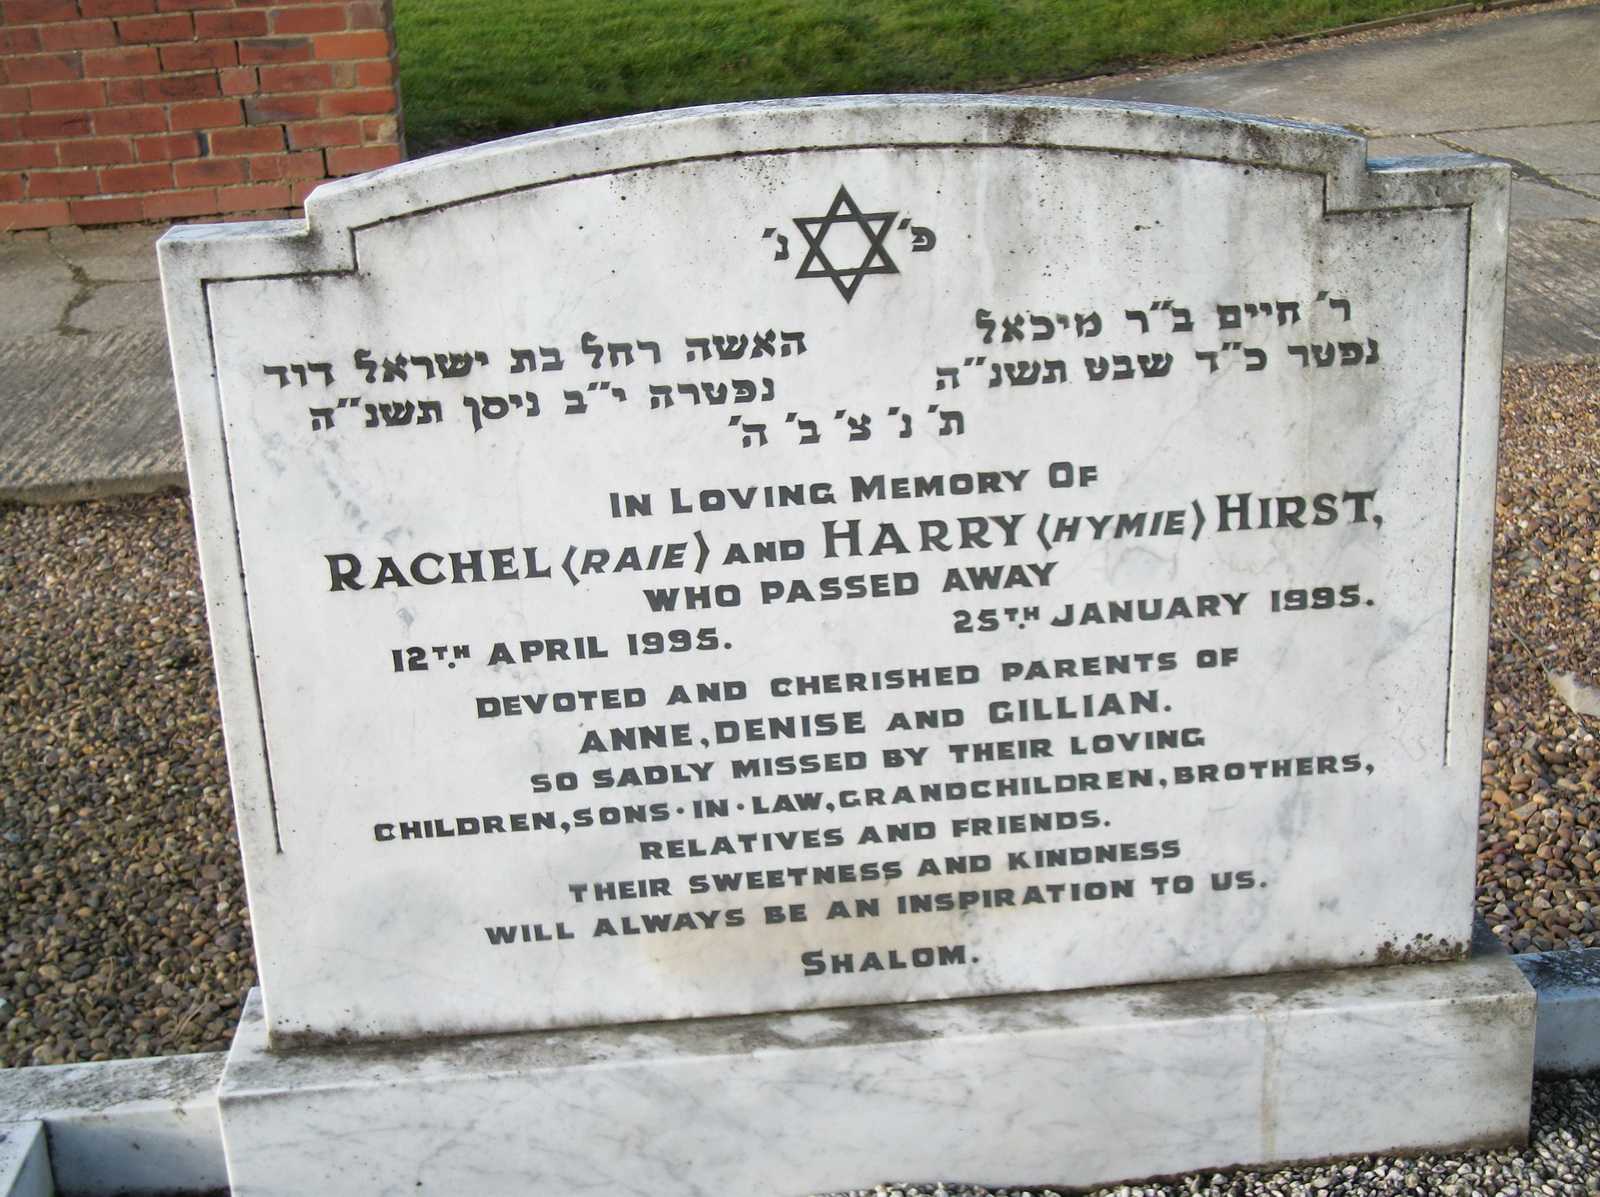 פ׳ נ׳
ר׳ חיים ב״ר מיכאל
נפטר כ״ד שבט תשנ״ה
האשה רחל בת ישראל דוד
נפטרה י״ב ניסן תשנ״ה
ת׳ נ׳ צ׳ ב׳ ה׳
IN LOVING MEMORY OF
RACHEL (RAIE) AND HARRY (HYMIE) HIRST,
WHO PASSED AWAY
12TH. APRIL 1995. 25TH. JANUARY 1995.
DEVOTED AND CHERISHED PARENTS OF
ANNE, DENISE AND GILLIAN.
SO SADLY MISSED BY THEIR LOVING
CHILDREN, SONS·IN·LAW, GRANDCHILDREN, BROTHERS,
RELATIVES AND FRIENDS.
THEIR SWEETNESS AND KINDNESS
WILL ALWAYS BE AN INSPIRATION TO US.
SHALOM.